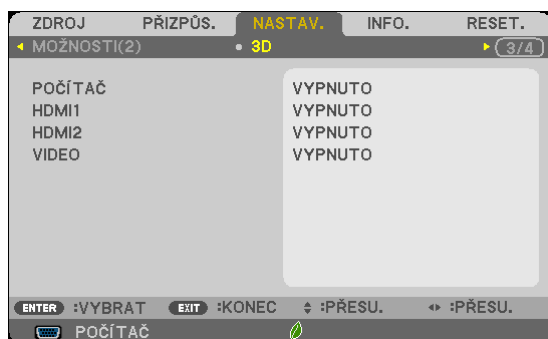 ZDROJ PŘIZPŮS. NASTAV. INFO. RESET.
MOŽNOSTI(2) 3D 3/4
POČÍTAČ VYPNUTO
HDMI1 VYPNUTO
HDMI2 VYPNUTO
VIDEO VYPNUTO
ENTER :VYBRAT EXIT :KONEC :PŘESU. :PŘESU.
POČÍTAČ